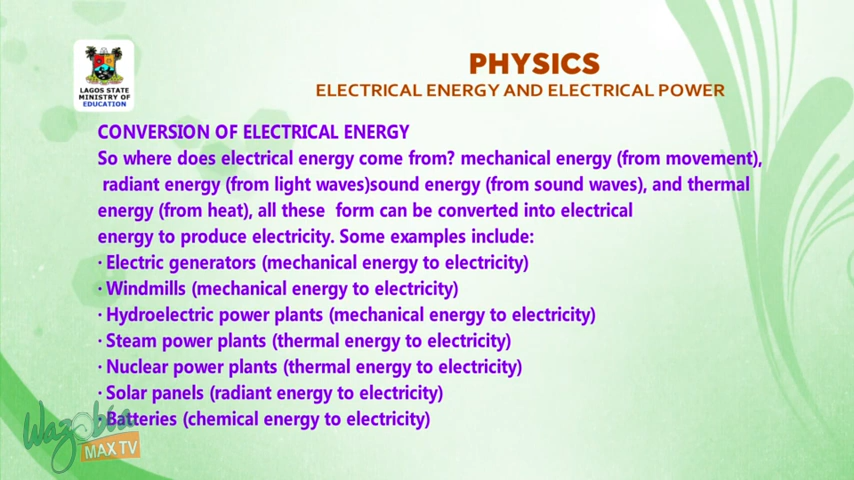 LAGOS STATE
MINISTRY OF
EDUCATION
PHYSICS
ELECTRICAL ENERGY AND ELECTRICAL POWER
CONVERSION OF ELECTRICAL ENERGY
So where does electrical energy come from? mechanical energy (from movement),
radiant energy (from light waves)sound energy (from sound waves), and thermal
energy (from heat), all these form can be converted into electrical
energy to produce electricity. Some examples include:
· Electric generators (mechanical energy to electricity)
· Windmills (mechanical energy to electricity)
· Hydroelectric power plants (mechanical energy to electricity)
· Steam power plants (thermal energy to electricity)
· Nuclear power plants (thermal energy to electricity)
· Solar panels (radiant energy to electricity)
· Batteries (chemical energy to electricity)
Wazobia
MAX TV